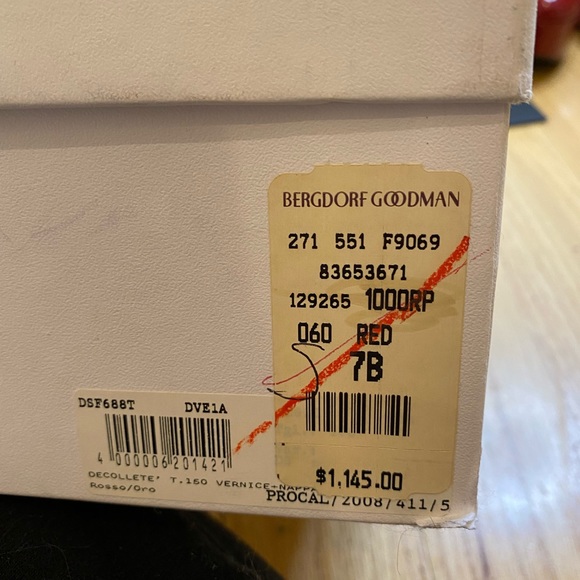 BERGDORF GOODMAN
271 551 F9069
83653671
129265 1000RP
060 RED
7B
$1,145.00
DSF688T DVE1A
4 000006 201421
DECOLLETE' T.150 VERNICE+NAPP
Rosso/Oro
PROCAL/2008/411/5